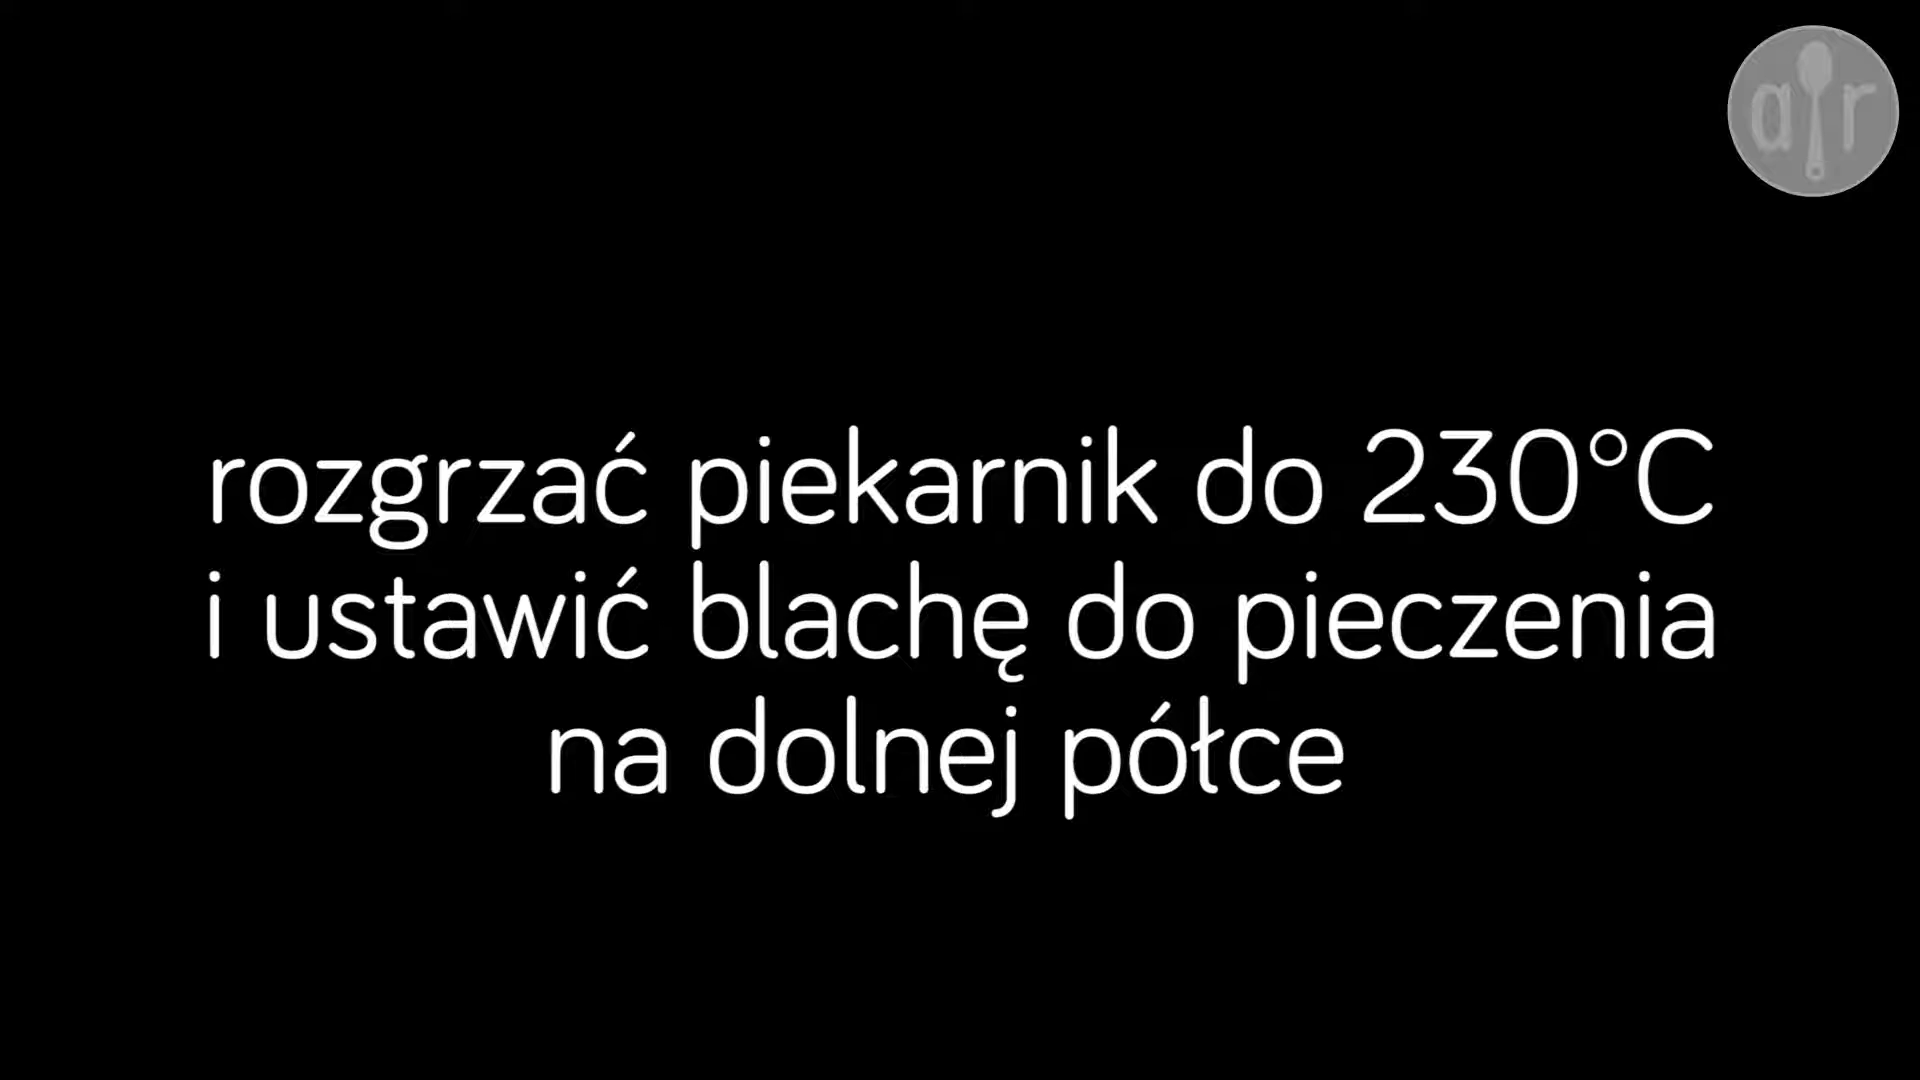 a r
rozgrzać piekarnik do 230°C
i ustawić blachę do pieczenia
na dolnej półce